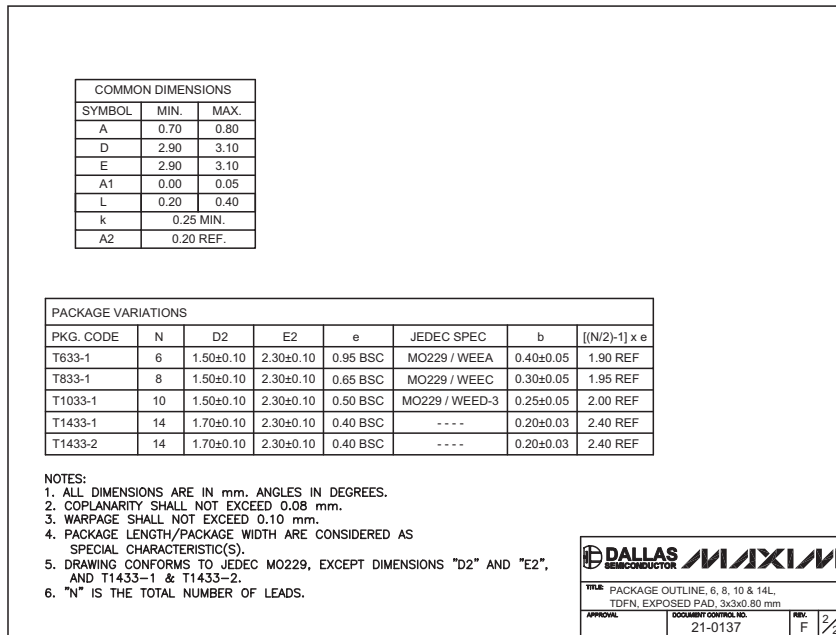 COMMON DIMENSIONS
SYMBOL MIN. MAX.
A 0.70 0.80
D 2.90 3.10
E 2.90 3.10
A1 0.00 0.05
L 0.20 0.40
k 0.25 MIN.
A2 0.20 REF.
PACKAGE VARIATIONS
PKG. CODE N D2 E2 e JEDEC SPEC b [(N/2)-1] x e
T633-1 6 1.50±0.10 2.30±0.10 0.95 BSC MO229 / WEEA 0.40±0.05 1.90 REF
T833-1 8 1.50±0.10 2.30±0.10 0.65 BSC MO229 / WEEC 0.30±0.05 1.95 REF
T1033-1 10 1.50±0.10 2.30±0.10 0.50 BSC MO229 / WEED-3 0.25±0.05 2.00 REF
T1433-1 14 1.70±0.10 2.30±0.10 0.40 BSC - - - - 0.20±0.03 2.40 REF
T1433-2 14 1.70±0.10 2.30±0.10 0.40 BSC - - - - 0.20±0.03 2.40 REF
NOTES:
1. ALL DIMENSIONS ARE IN mm. ANGLES IN DEGREES.
2. COPLANARITY SHALL NOT EXCEED 0.08 mm.
3. WARPAGE SHALL NOT EXCEED 0.10 mm.
4. PACKAGE LENGTH/PACKAGE WIDTH ARE CONSIDERED AS
SPECIAL CHARACTERISTIC(S).
5. DRAWING CONFORMS TO JEDEC MO229, EXCEPT DIMENSIONS "D2" AND "E2",
AND T1433-1 & T1433-2.
6. "N" IS THE TOTAL NUMBER OF LEADS.
DALLAS MAXIM
SEMICONDUCTOR
TITLE: PACKAGE OUTLINE, 6, 8, 10 & 14L,
TDFN, EXPOSED PAD, 3x3x0.80 mm
APPROVAL DOCUMENT CONTROL NO. REV.
21-0137 F 2/2